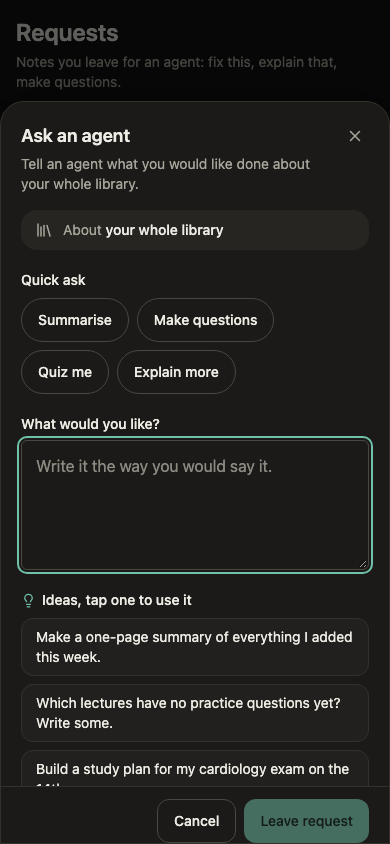 Requests
Notes you leave for an agent: fix this, explain that,
make questions.
Ask an agent
Tell an agent what you would like done about
your whole library.
About your whole library
Quick ask
Summarise
Make questions
Quiz me
Explain more
What would you like?
Write it the way you would say it.
Ideas, tap one to use it
Make a one-page summary of everything I added
this week.
Which lectures have no practice questions yet?
Write some.
Build a study plan for my cardiology exam on the
Cancel
Leave request